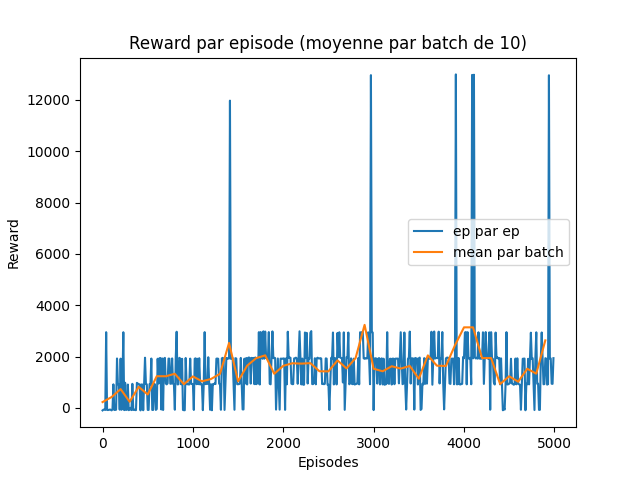 Reward par episode (moyenne par batch de 10)
12000
10000
8000
6000
4000
2000
0
Reward
ep par ep
mean par batch
0
1000
2000
3000
4000
5000
Episodes